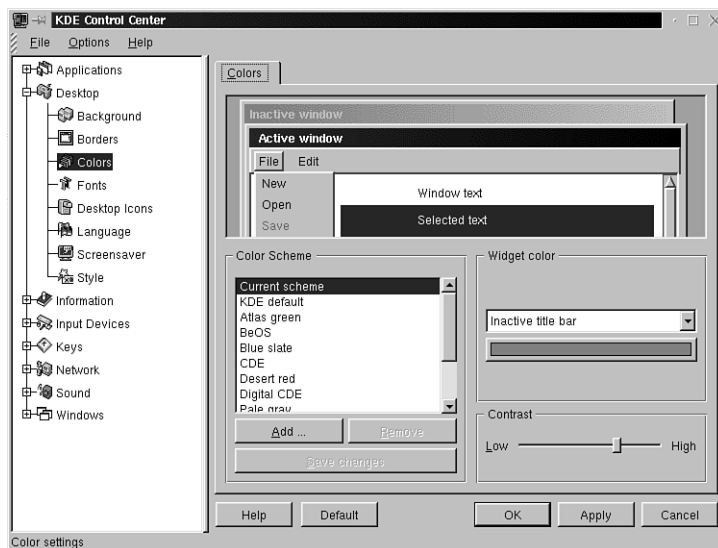 KDE Control Center
File Options Help
Applications
Desktop
Background
Borders
Colors
Fonts
Desktop Icons
Language
Screensaver
Style
Information
Input Devices
Keys
Network
Sound
Windows
Colors
Inactive window
Active window
File Edit
New
Open
Save
Window text
Selected text
Color Scheme
Current scheme
KDE default
Atlas green
BeOS
Blue slate
CDE
Desert red
Digital CDE
Pale gray
Add ... Remove
Save changes
Widget color
Inactive title bar
Contrast
Low High
Help Default OK Apply Cancel
Color settings